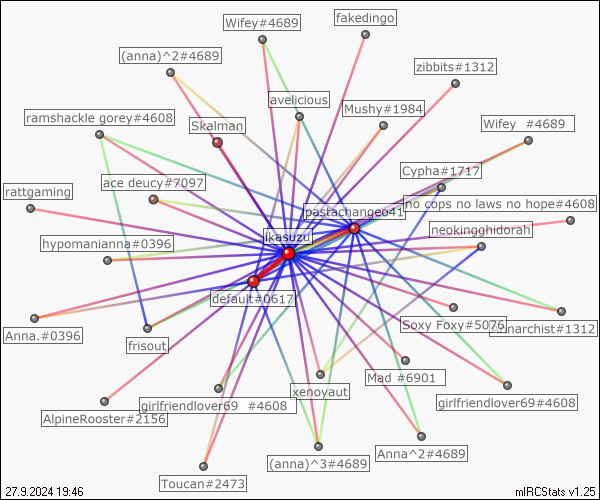 Wifey#4689
fakedingo
(anna)^2#4689
zibbits#1312
avelicious
Mushy#1984
ramshackle gorey#4608
Skalman
Wifey  #4689
Cypha#1717
ace deucy#7097
rattgaming
no cops no laws no hope#4608
pastachangeo41
neokingghidorah
ikasuzu
hypomanianna#0396
default#0617
Soxy Foxy#5076
Annarchist#1312
Anna.#0396
frisout
Mad #6901
xenoyaut
girlfriendlover69  #4608
girlfriendlover69#4608
AlpineRooster#2156
Anna^2#4689
(anna)^3#4689
Toucan#2473
27.9.2024 19:46
mIRCStats v1.25